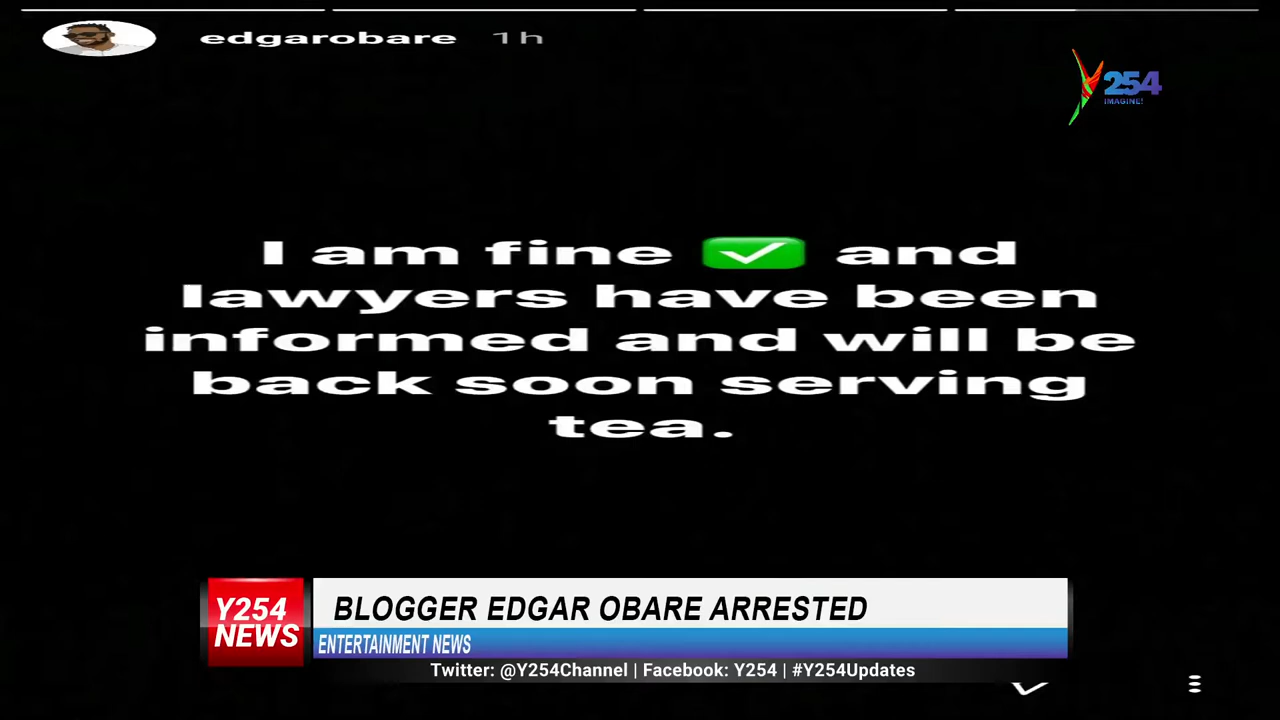 edgarobare 1h
Y254
IMAGINE!
I am fine ✅ and
lawyers have been
informed and will be
back soon serving
tea.
Y254
NEWS
BLOGGER EDGAR OBARE ARRESTED
ENTERTAINMENT NEWS
Twitter: @Y254Channel | Facebook: Y254 | #Y254Updates